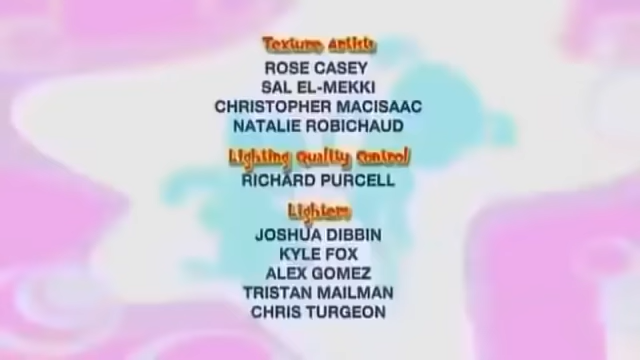 Texture Artists
ROSE CASEY
SAL EL-MEKKI
CHRISTOPHER MACISAAC
NATALIE ROBICHAUD
Lighting Quality Control
RICHARD PURCELL
Lighters
JOSHUA DIBBIN
KYLE FOX
ALEX GOMEZ
TRISTAN MAILMAN
CHRIS TURGEON